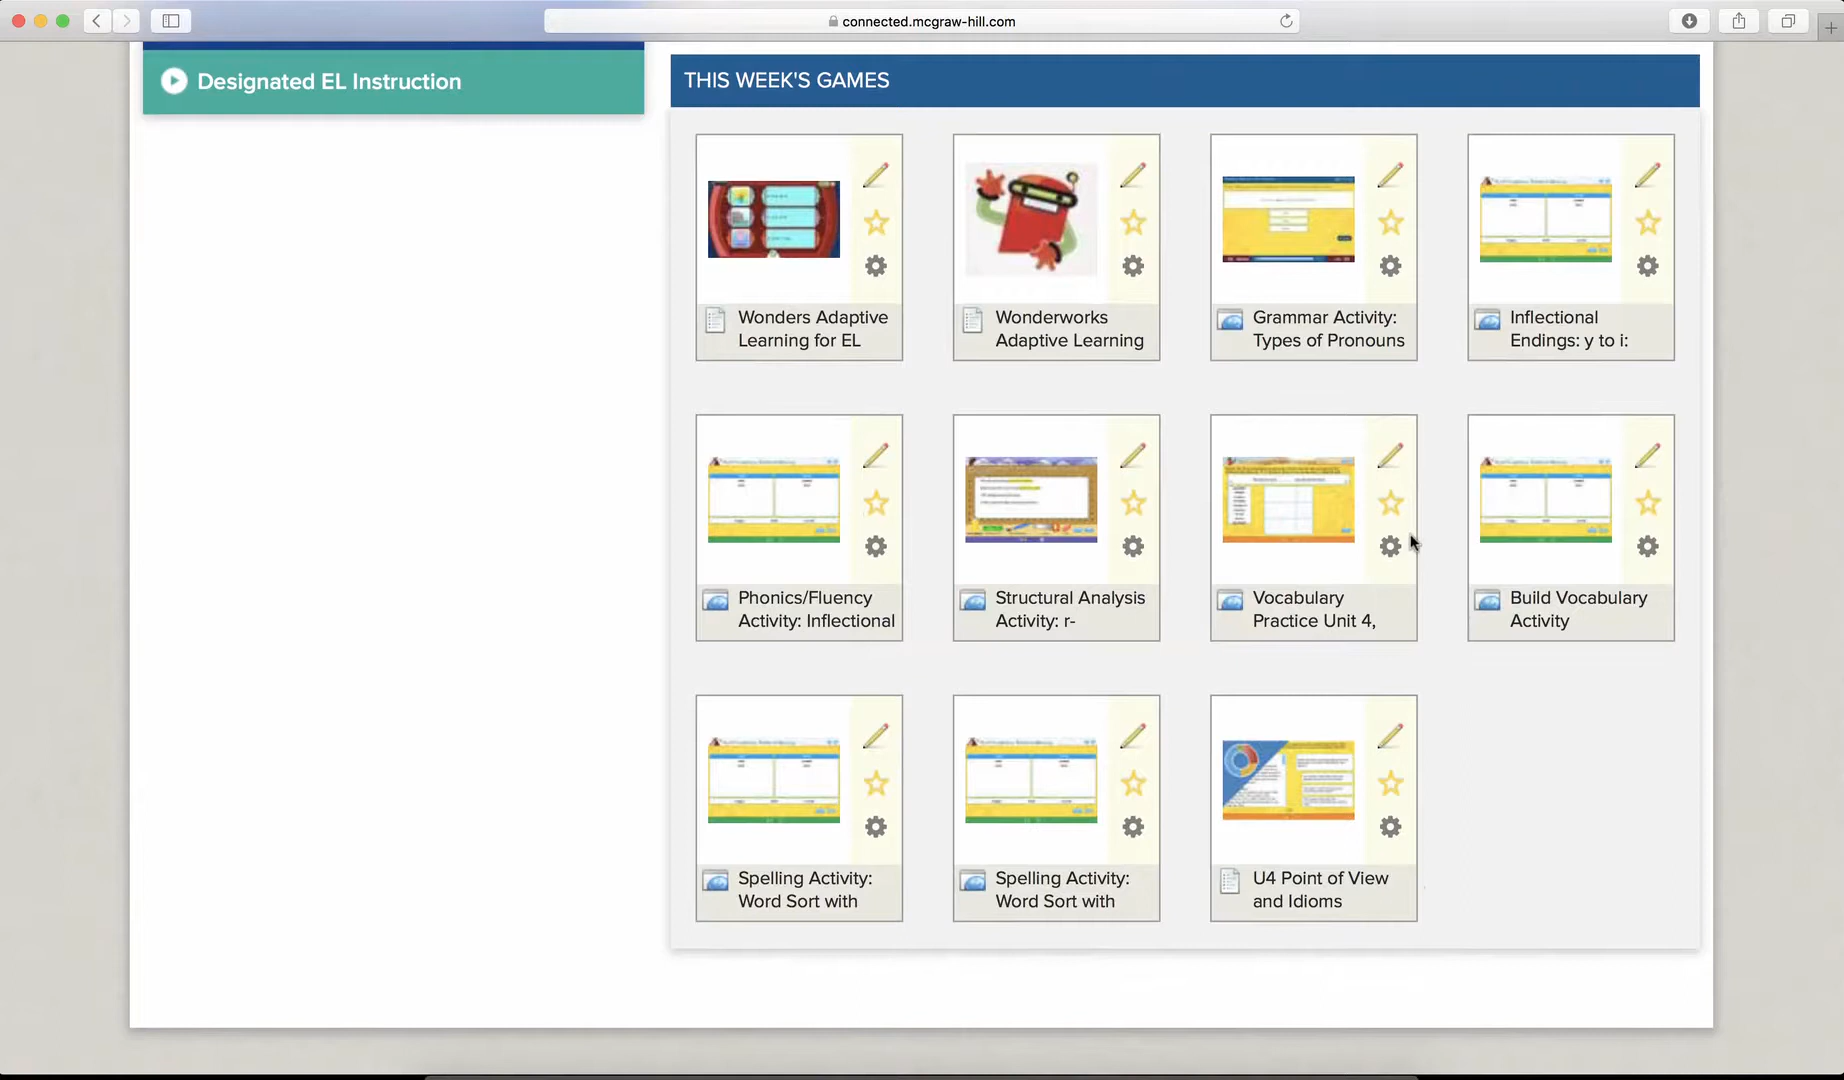 connected.mcgraw-hill.com
Designated EL Instruction
THIS WEEK'S GAMES
Wonders Adaptive
Learning for EL
Wonderworks
Adaptive Learning
Grammar Activity:
Types of Pronouns
Inflectional
Endings: y to i:
Phonics/Fluency
Activity: Inflectional
Structural Analysis
Activity: r-
Vocabulary
Practice Unit 4,
Build Vocabulary
Activity
Spelling Activity:
Word Sort with
Spelling Activity:
Word Sort with
U4 Point of View
and Idioms